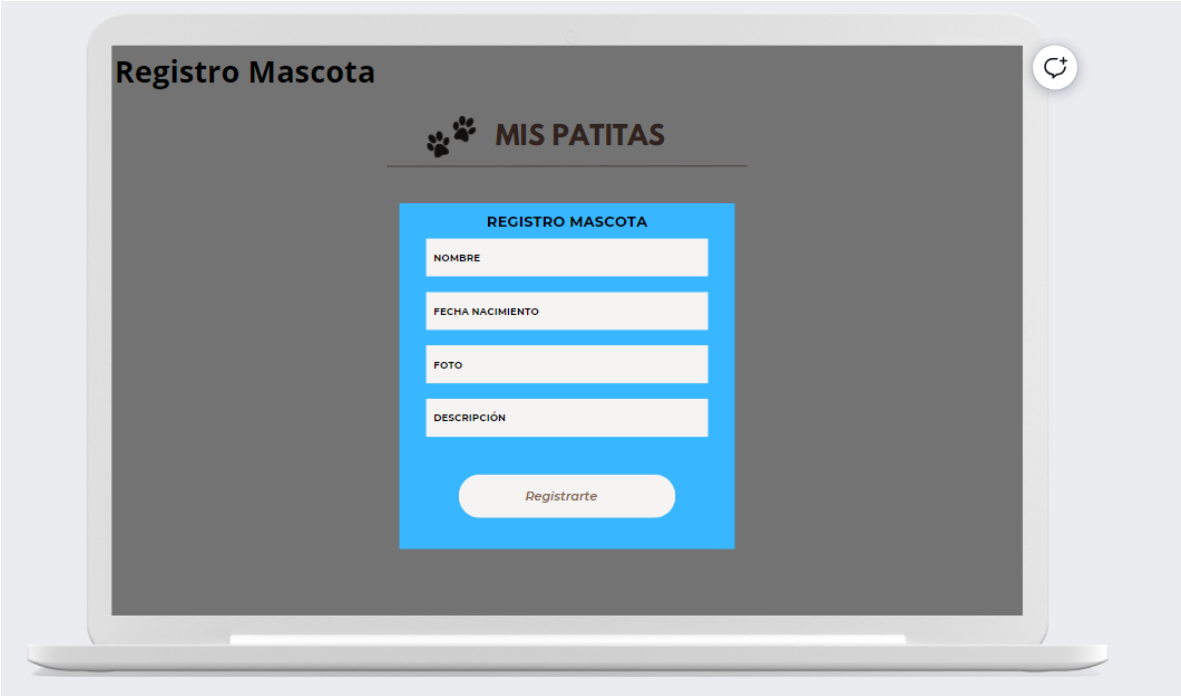 Registro Mascota
MIS PATITAS
REGISTRO MASCOTA
NOMBRE
FECHA NACIMIENTO
FOTO
DESCRIPCIÓN
Registrarte